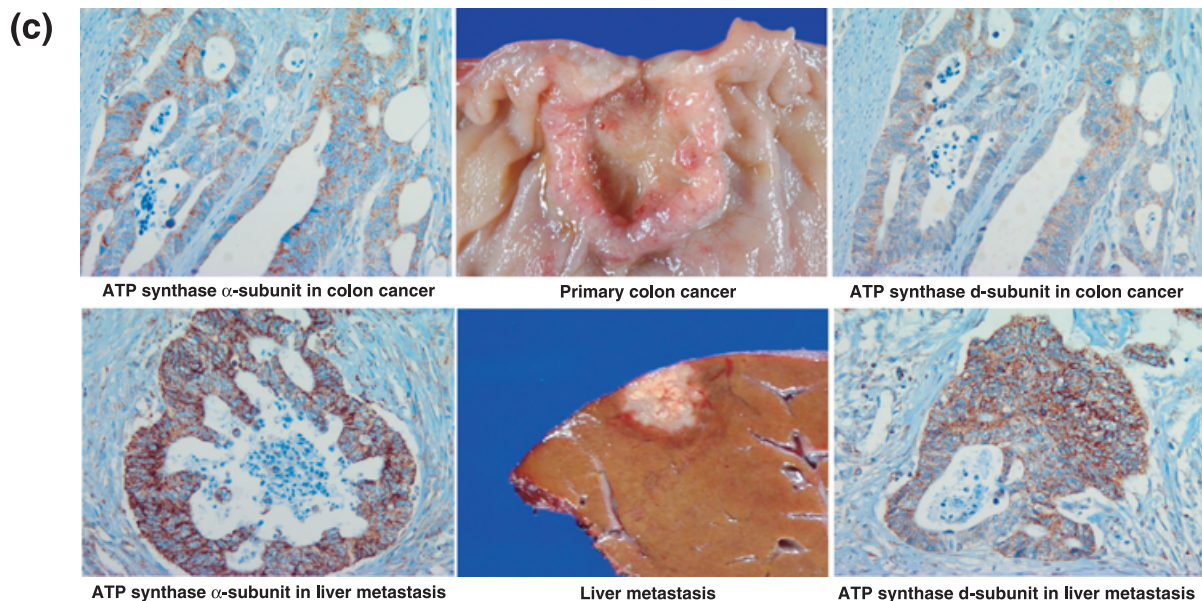 (c)
ATP synthase α-subunit in colon cancer
Primary colon cancer
ATP synthase d-subunit in colon cancer
ATP synthase α-subunit in liver metastasis
Liver metastasis
ATP synthase d-subunit in liver metastasis